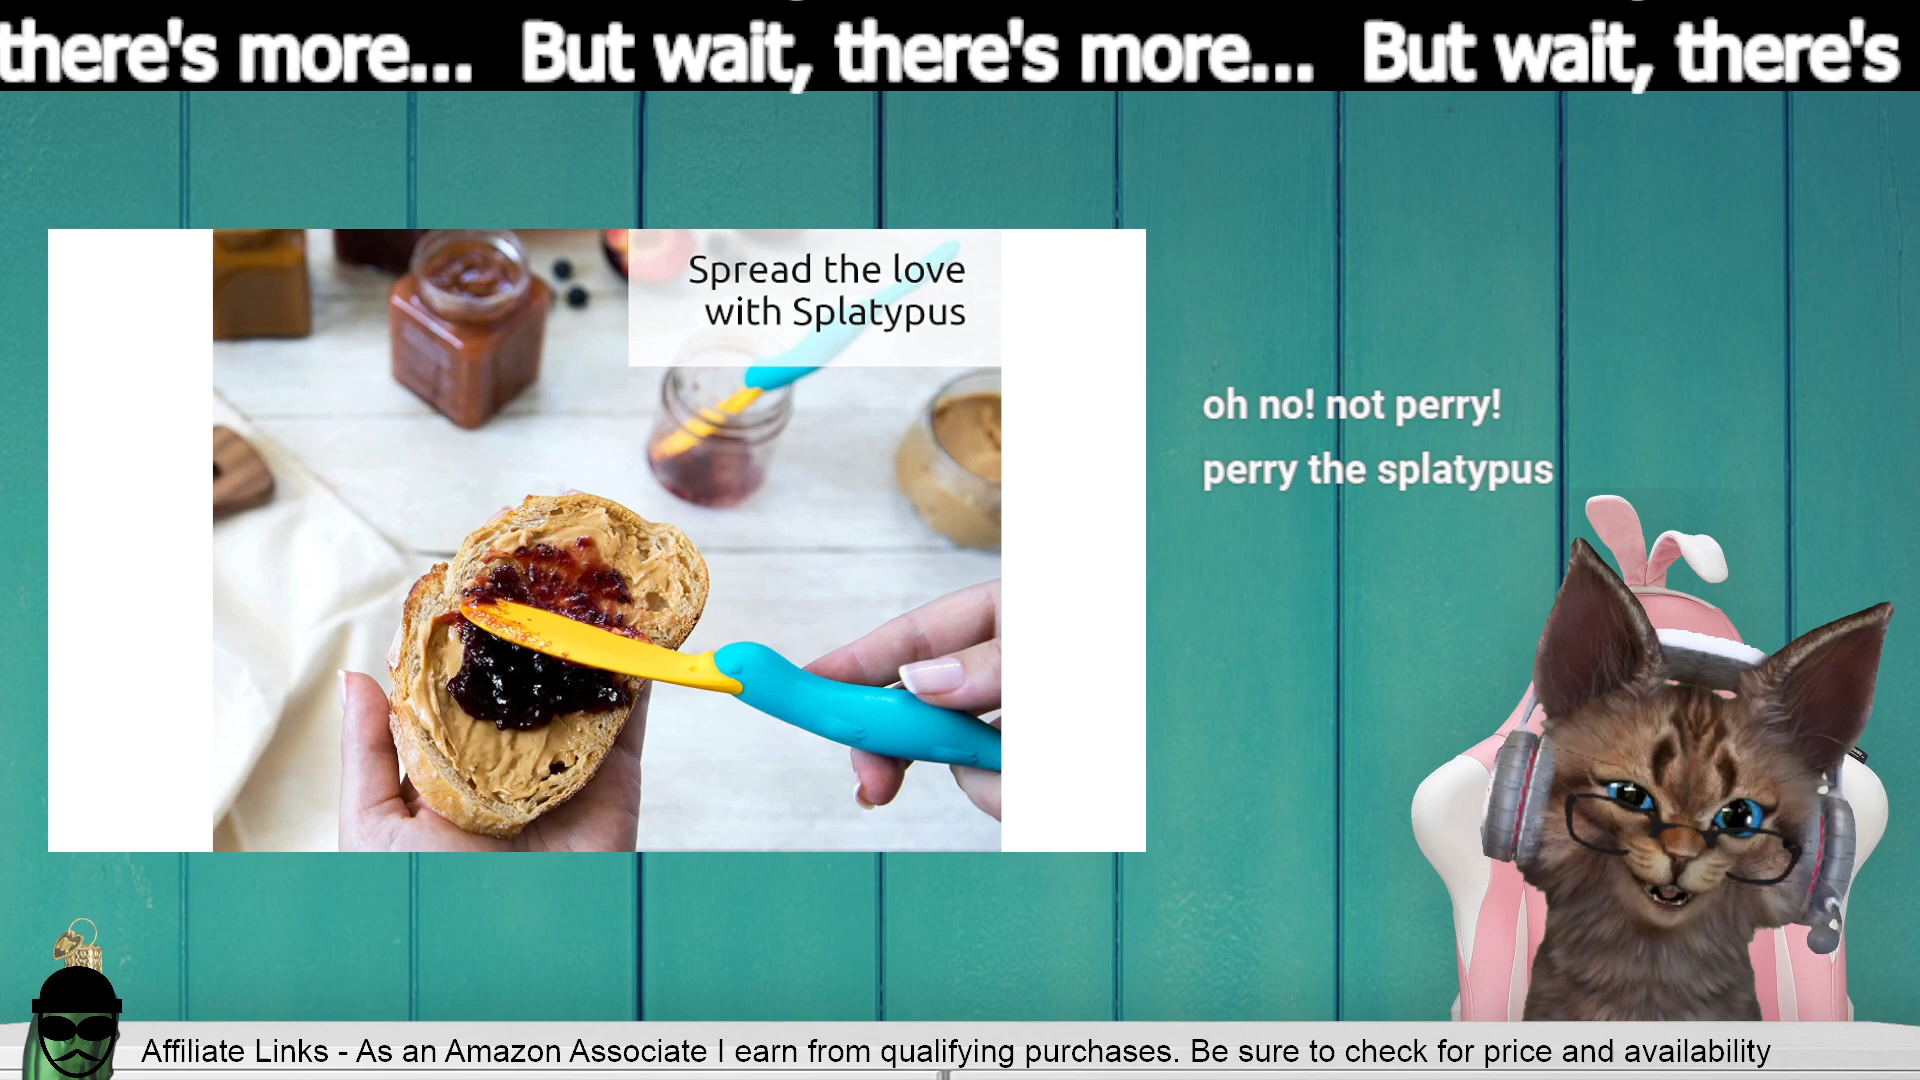 there's more... But wait, there's more... But wait, there's
Spread the love
with Splatypus
oh no! not perry!
perry the splatypus
Affiliate Links - As an Amazon Associate I earn from qualifying purchases. Be sure to check for price and availability